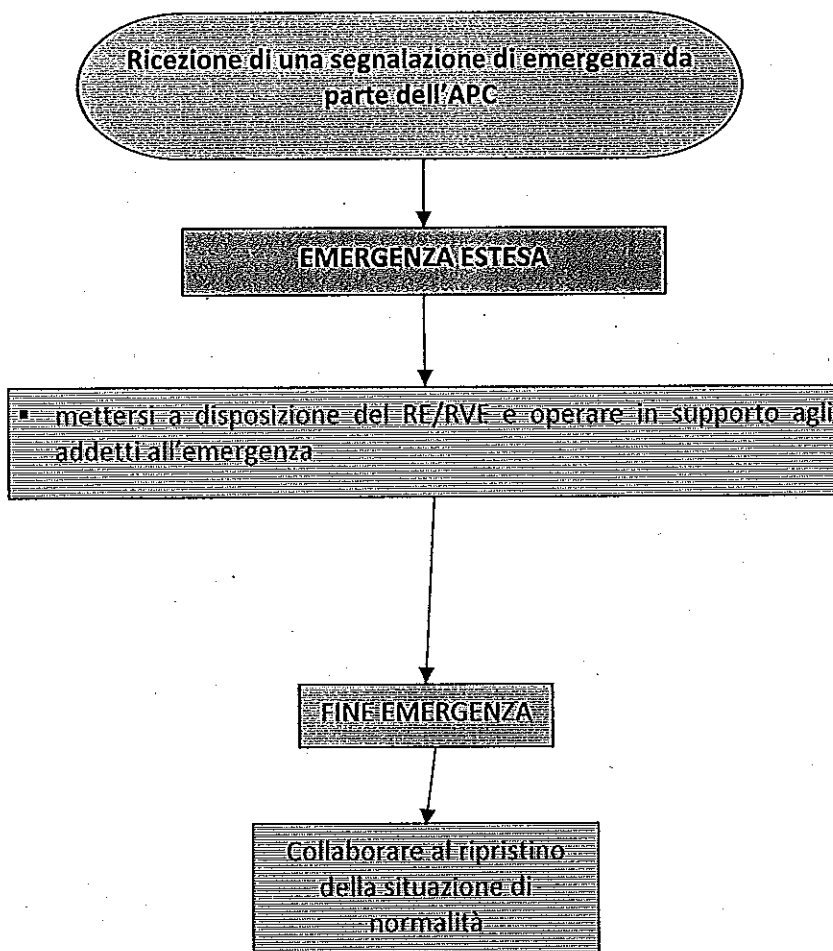 Ricezione di una segnalazione di emergenza da
parte dell'APC
EMERGENZA ESTESA
▪ mettersi a disposizione del RE/RVE e operare in supporto agli
addetti all'emergenza
FINE EMERGENZA
Collaborare al ripristino
della situazione di
normalità